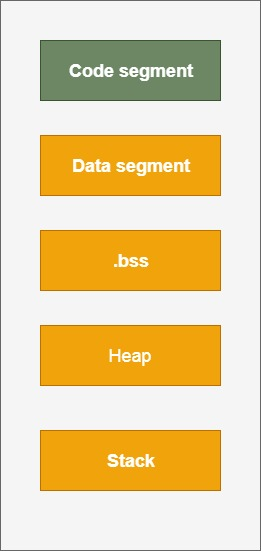 Code segment
Data segment
.bss
Heap
Stack